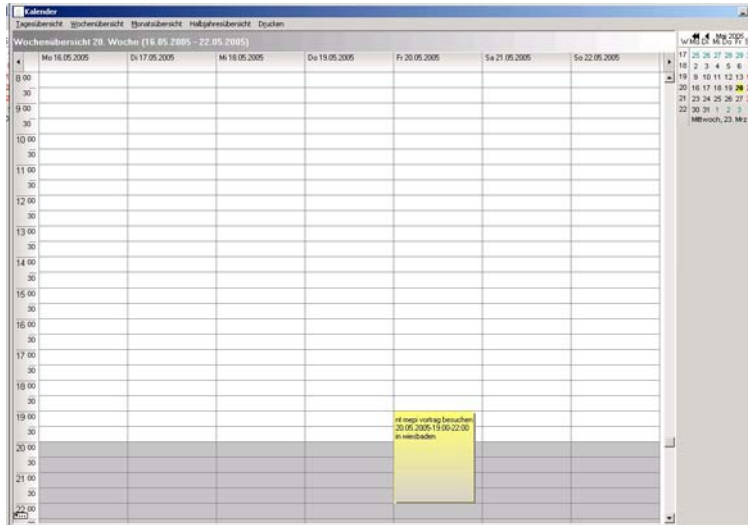 Kalender
Tagesübersicht Wochenübersicht Monatsübersicht Halbjahresübersicht Drucken
Wochenübersicht 20. Woche (16.05.2005 - 22.05.2005)
Mo 16.05.2005 Di 17.05.2005 Mi 18.05.2005 Do 19.05.2005 Fr 20.05.2005 Sa 21.05.2005 So 22.05.2005
8 00
30
9 00
30
10 00
30
11 00
30
12 00
30
13 00
30
14 00
30
15 00
30
16 00
30
17 00
30
18 00
30
19 00
30
20 00
30
21 00
30
22 00
nt mepi vortrag besuchen
20.05.2005-19:00-22:00
in wiesbaden
Mai 2005
W Mo Di Mi Do Fr S
17 25 26 27 28 29
18 2 3 4 5 6
19 9 10 11 12 13
20 16 17 18 19 20
21 23 24 25 26 27
22 30 31 1 2 3
Mittwoch, 23. Mrz